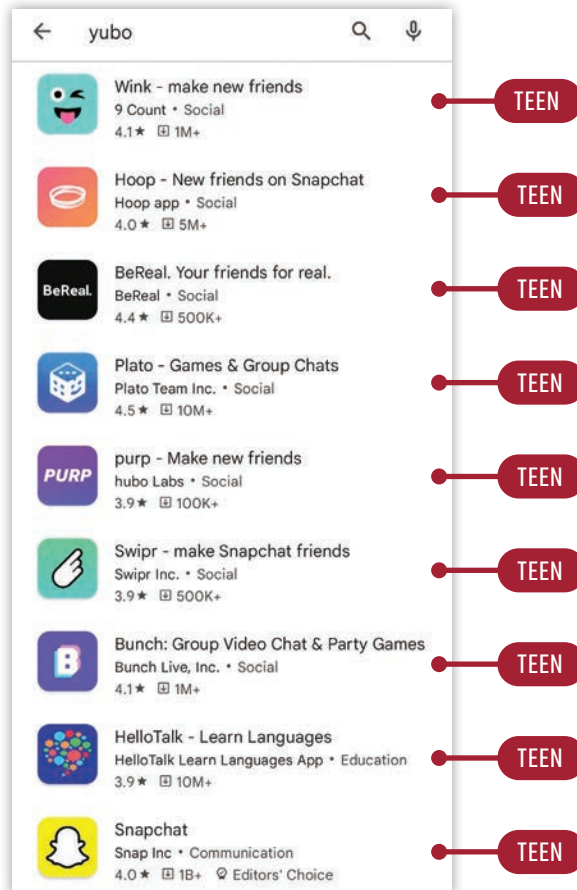 yubo
Wink - make new friends
9 Count • Social
4.1★ 1M+
TEEN
Hoop - New friends on Snapchat
Hoop app • Social
4.0★ 5M+
TEEN
BeReal.
BeReal. Your friends for real.
BeReal • Social
4.4★ 500K+
TEEN
Plato - Games & Group Chats
Plato Team Inc. • Social
4.5★ 10M+
TEEN
PURP
purp - Make new friends
hubo Labs • Social
3.9★ 100K+
TEEN
Swipr - make Snapchat friends
Swipr Inc. • Social
3.9★ 500K+
TEEN
B
Bunch: Group Video Chat & Party Games
Bunch Live, Inc. • Social
4.1★ 1M+
TEEN
HelloTalk - Learn Languages
HelloTalk Learn Languages App • Education
3.9★ 10M+
TEEN
Snapchat
Snap Inc • Communication
4.0★ 1B+ Editors' Choice
TEEN